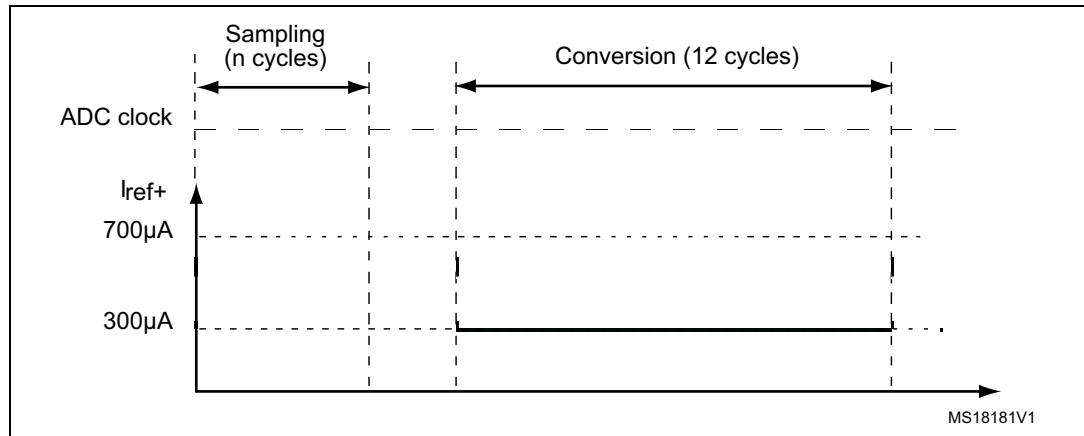 Sampling
(n cycles)
Conversion (12 cycles)
ADC clock
Iref+
700µA
300µA
MS18181V1